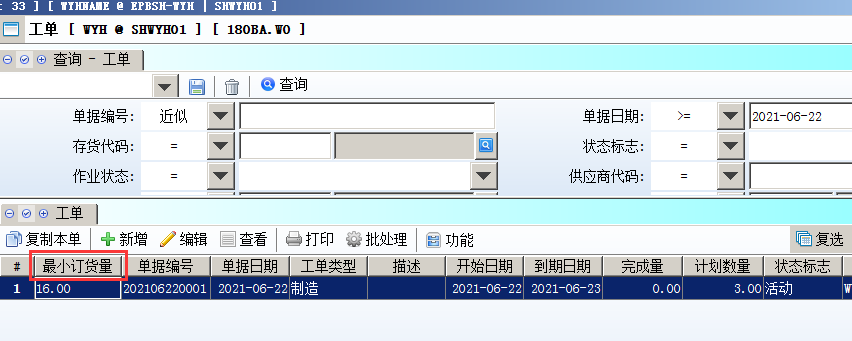 : 33 ] [ WYHNAME @ EPBSH-WYH | SHWYH01 ]
工单 [ WYH @ SHWYH01 ] [ 180BA.WO ]
查询 - 工单
查询
单据编号: 近似 单据日期: >= 2021-06-22
存货代码: = 状态标志: =
作业状态: = 供应商代码: =
工单
复制本单 新增 编辑 查看 打印 批处理 功能 复选
# 最小订货量 单据编号 单据日期 工单类型 描述 开始日期 到期日期 完成量 计划数量 状态标志
1 16.00 202106220001 2021-06-22 制造 2021-06-22 2021-06-23 0.00 3.00 活动 W